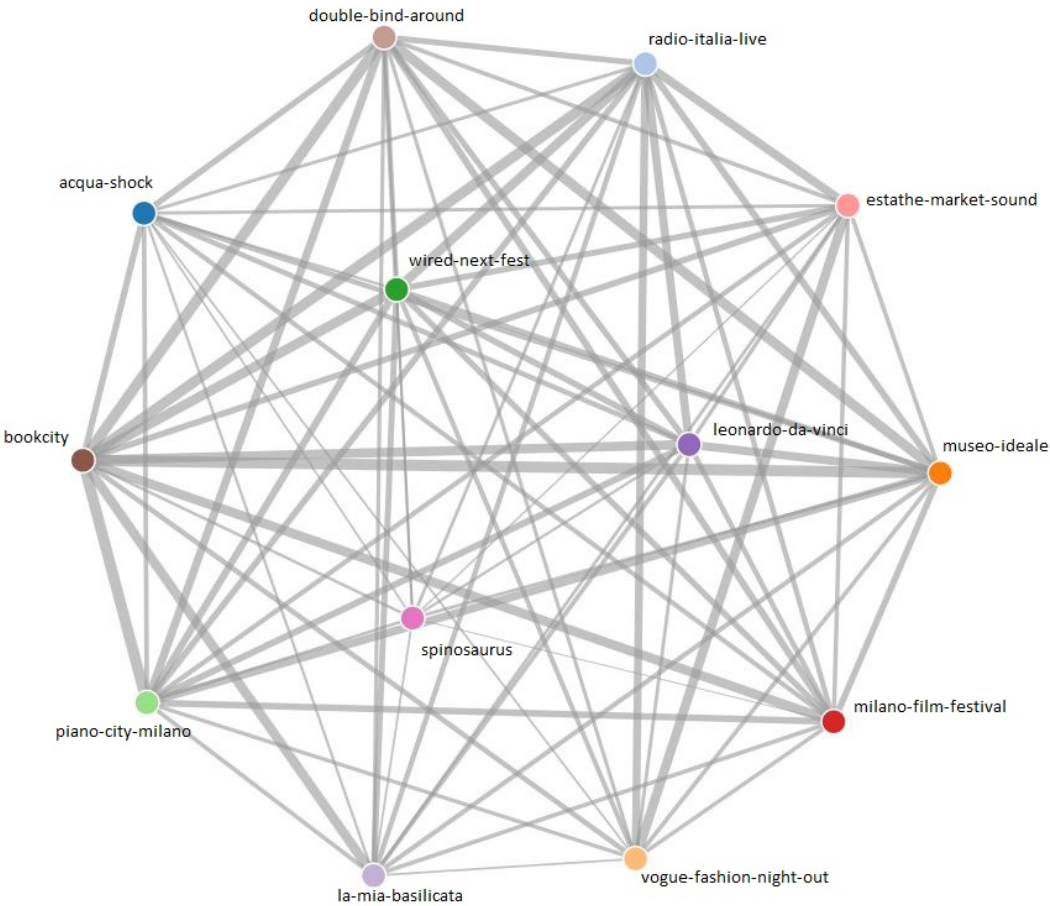 double-bind-around
radio-italia-live
acqua-shock
estathe-market-sound
wired-next-fest
leonardo-da-vinci
bookcity
museo-ideale
spinosaurus
milano-film-festival
piano-city-milano
vogue-fashion-night-out
la-mia-basilicata